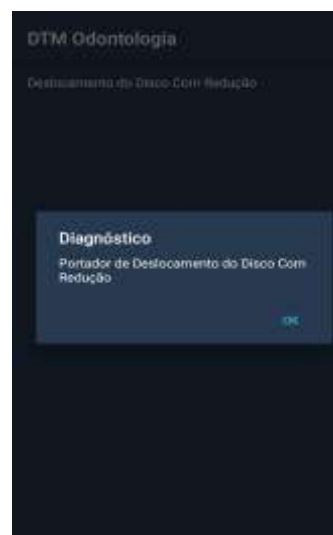 DTM Odontologia
Deslocamento do Disco Com Redução
Diagnóstico
Portador de Deslocamento do Disco Com
Redução
OK